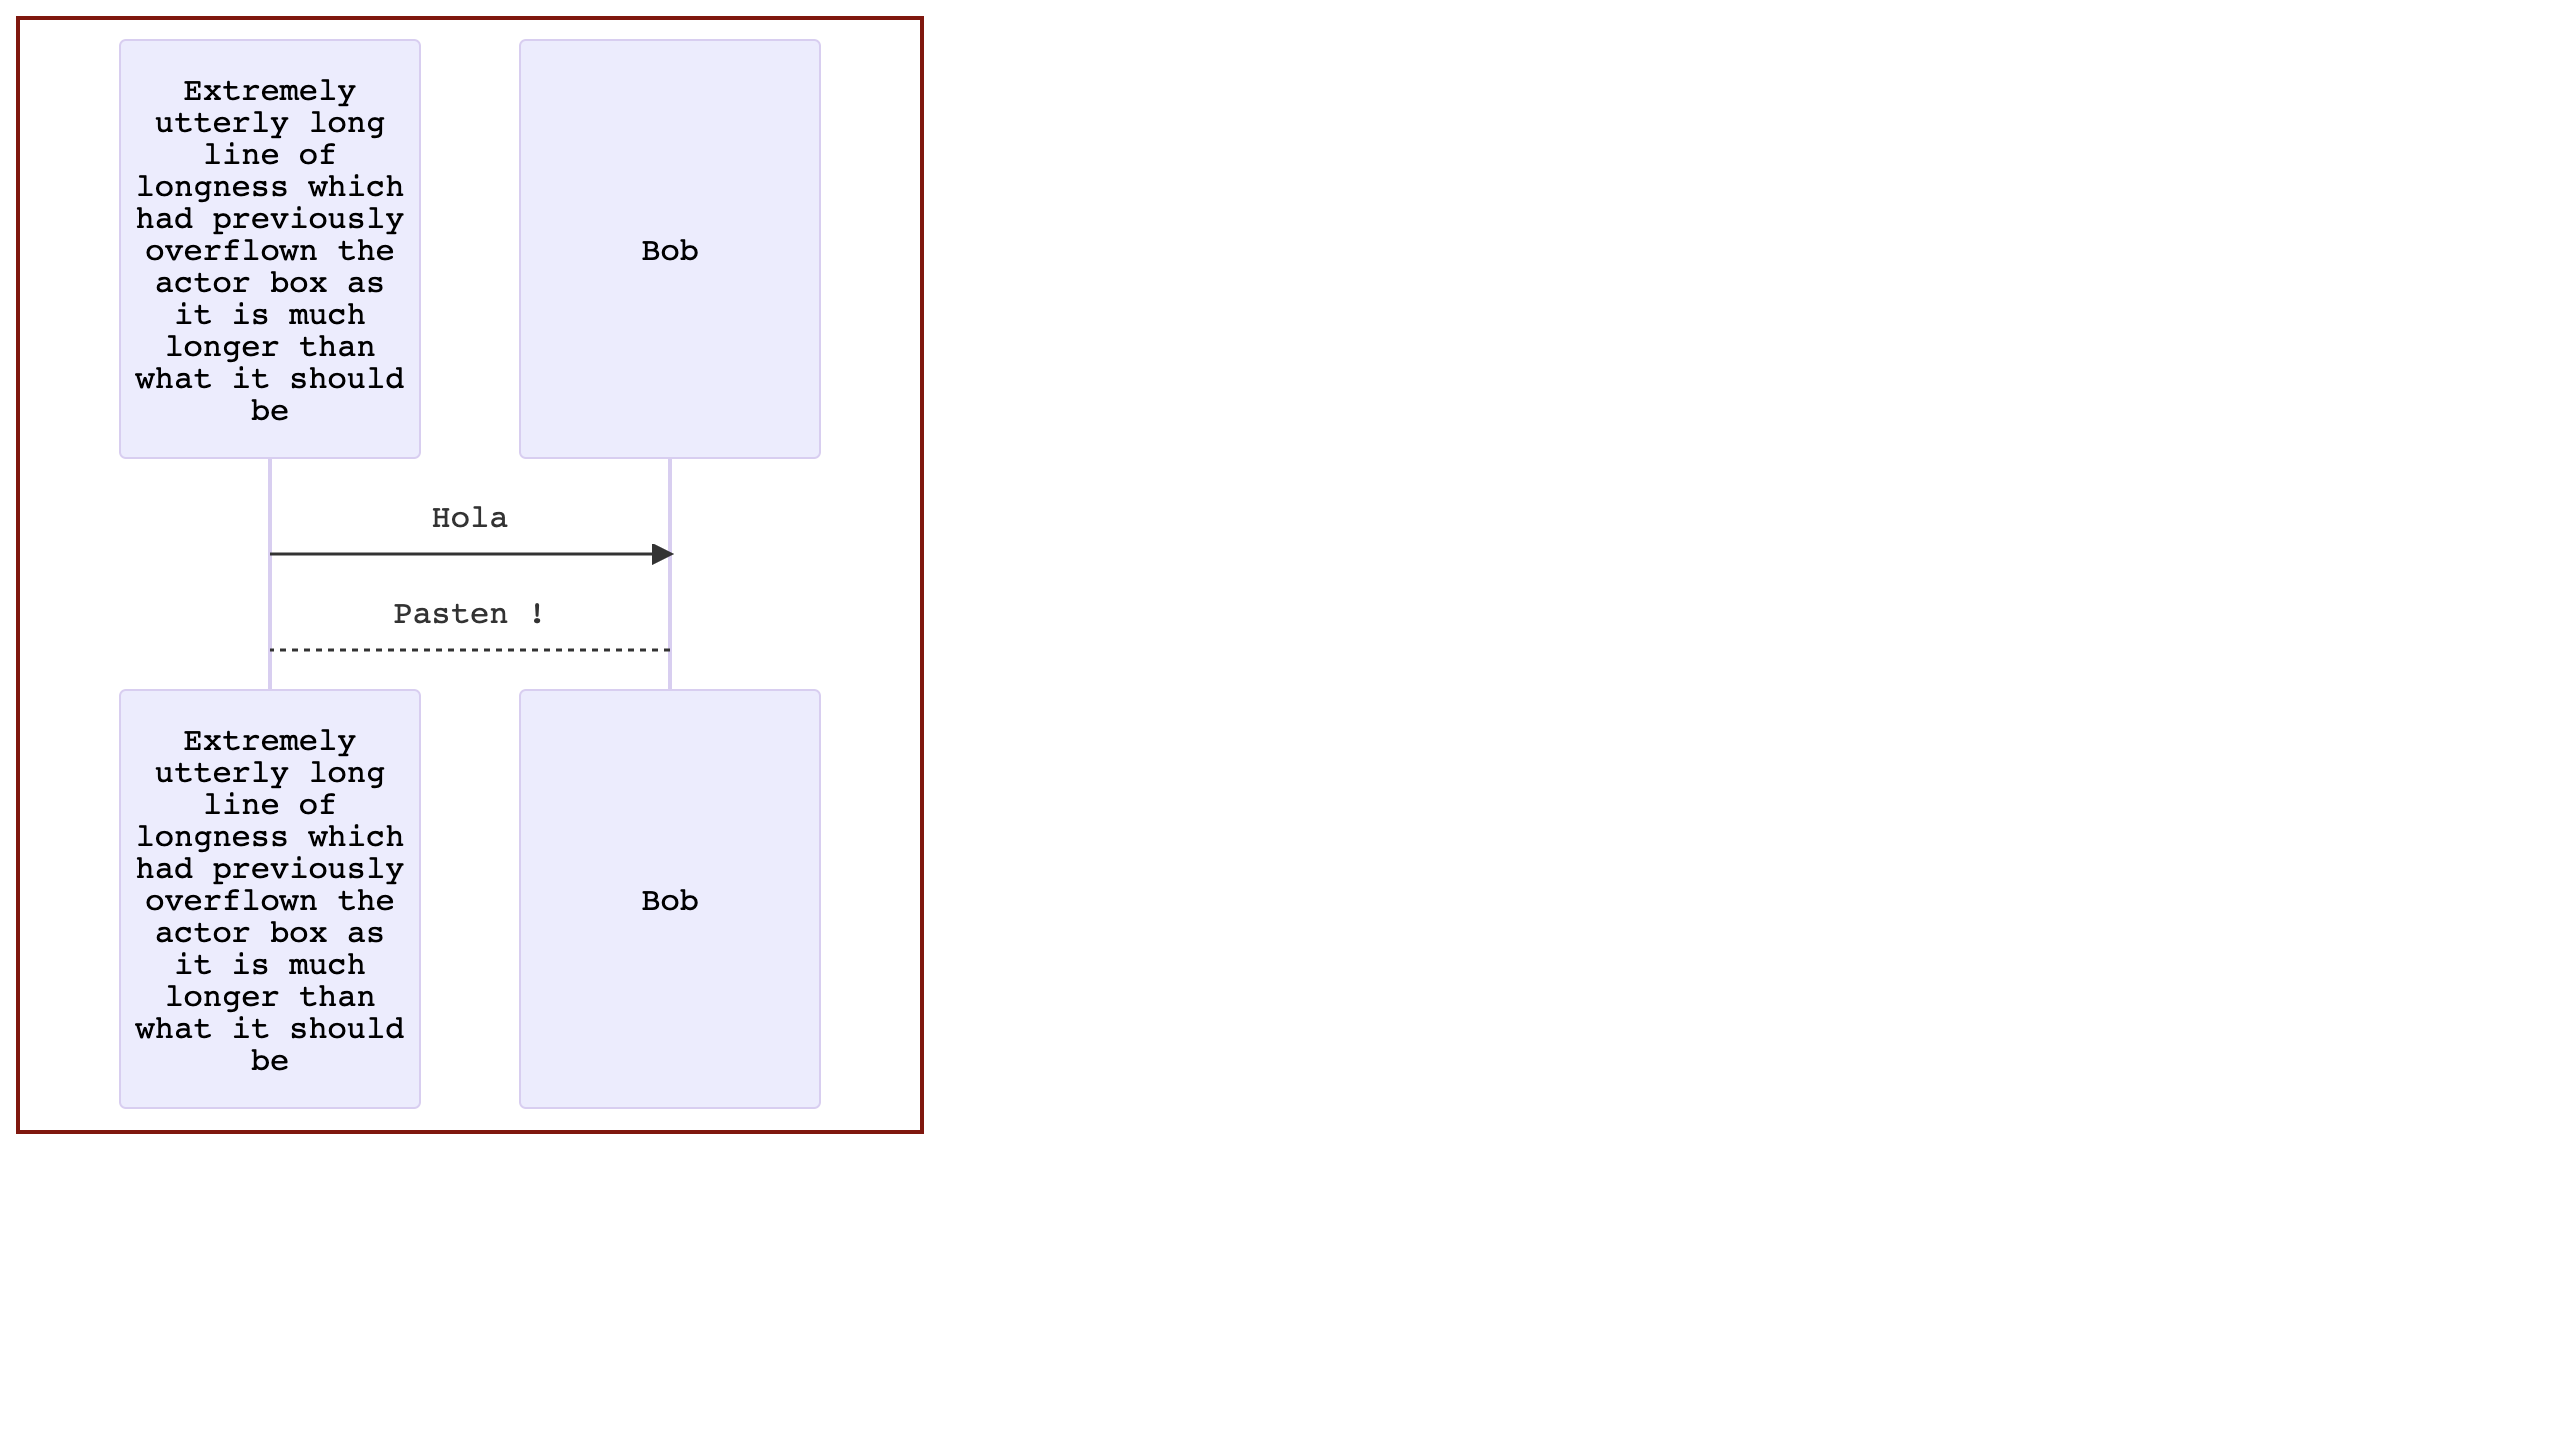 Extremely
utterly long
line of
longness which
had previously
overflown the
actor box as
it is much
longer than
what it should
be
Bob
Hola
Pasten !
Extremely
utterly long
line of
longness which
had previously
overflown the
actor box as
it is much
longer than
what it should
be
Bob